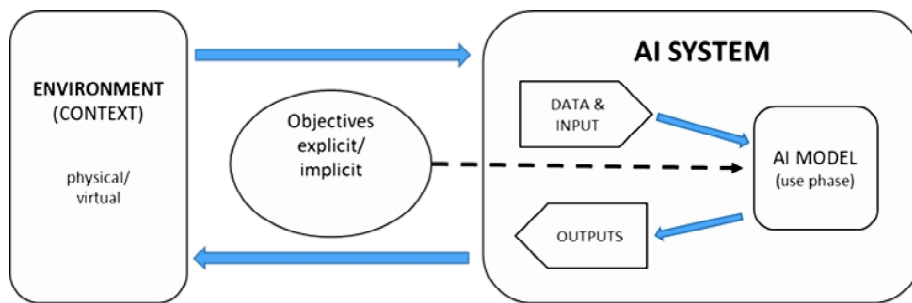 ENVIRONMENT
(CONTEXT)
physical/
virtual
Objectives
explicit/
implicit
AI SYSTEM
DATA &
INPUT
AI MODEL
(use phase)
OUTPUTS